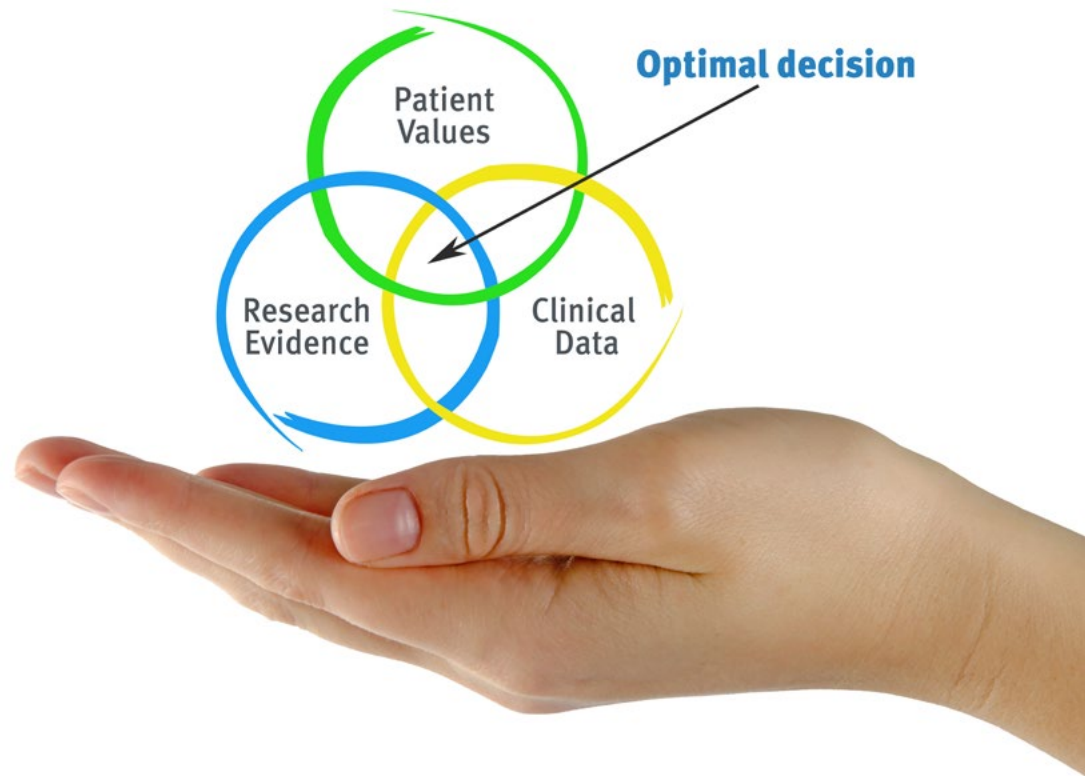 Optimal decision
Patient
Values
Research
Evidence
Clinical
Data